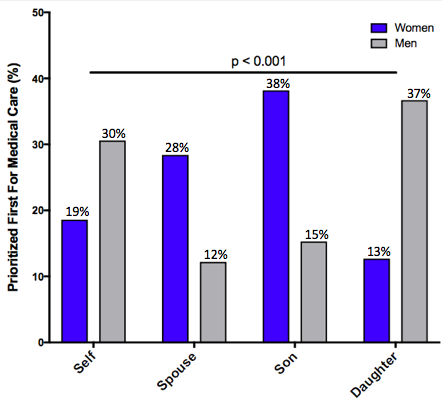 Prioritized First For Medical Care (%)
50
40
30
20
10
0
Women
Men
p < 0.001
19%
30%
28%
12%
38%
15%
13%
37%
Self
Spouse
Son
Daughter